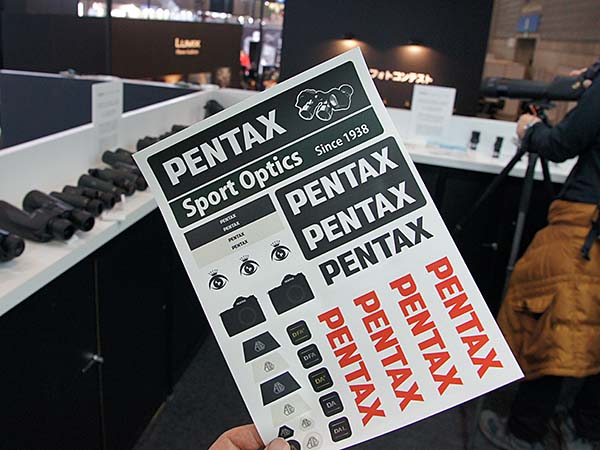 LUMIX
フォトコンテスト
PENTAX
Sport Optics Since 1938
PENTAX
PENTAX
PENTAX
PENTAX
PENTAX
PENTAX
PENTAX
PENTAX
PENTAX
PENTAX
PENTAX
DFA*
DFA
DA*
DA
DA L